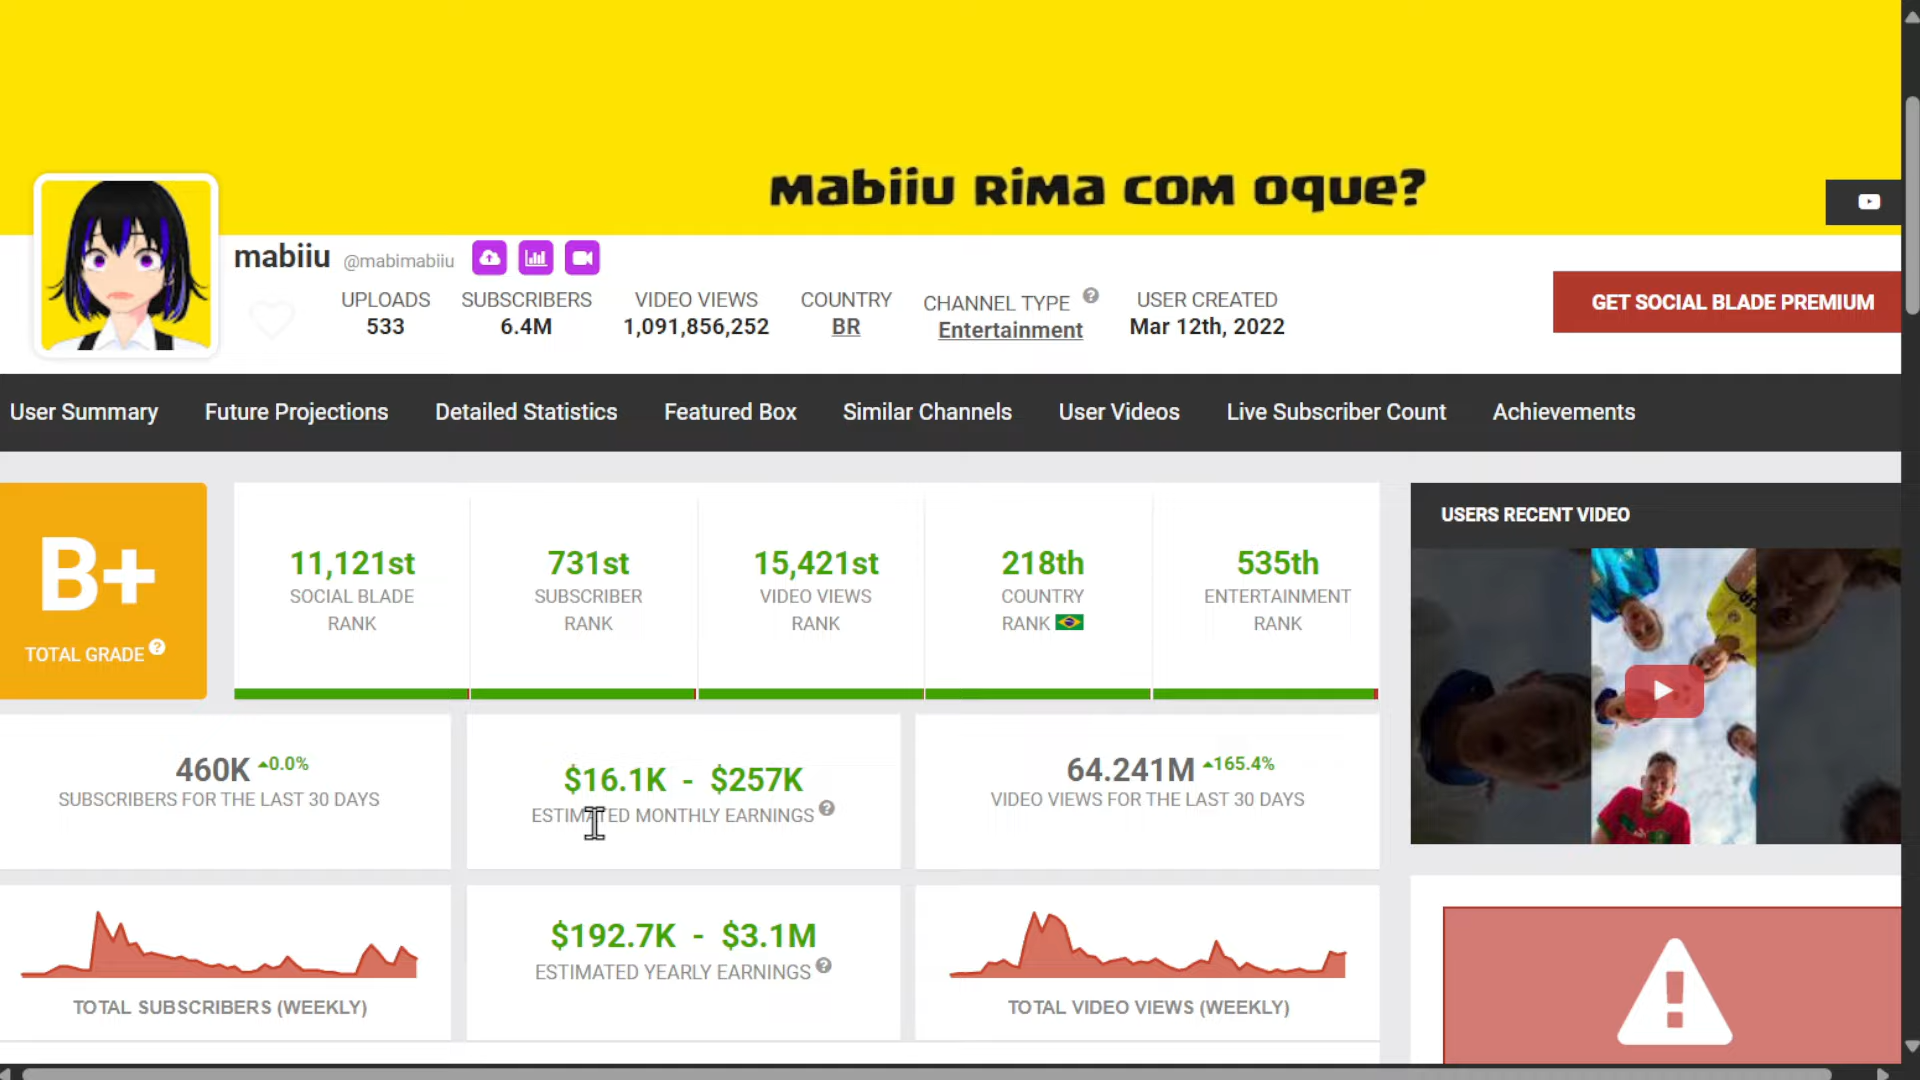 Mabiiu RiMa COM oque?
mabiiu @mabimabiiu
UPLOADS SUBSCRIBERS VIDEO VIEWS COUNTRY CHANNEL TYPE ? USER CREATED
533 6.4M 1,091,856,252 BR Entertainment Mar 12th, 2022
GET SOCIAL BLADE PREMIUM
User Summary Future Projections Detailed Statistics Featured Box Similar Channels User Videos Live Subscriber Count Achievements
B+
TOTAL GRADE ?
11,121st
SOCIAL BLADE
RANK
731st
SUBSCRIBER
RANK
15,421st
VIDEO VIEWS
RANK
218th
COUNTRY
RANK
535th
ENTERTAINMENT
RANK
USERS RECENT VIDEO
460K 0.0%
SUBSCRIBERS FOR THE LAST 30 DAYS
$16.1K - $257K
ESTIMATED MONTHLY EARNINGS ?
64.241M 165.4%
VIDEO VIEWS FOR THE LAST 30 DAYS
TOTAL SUBSCRIBERS (WEEKLY)
$192.7K - $3.1M
ESTIMATED YEARLY EARNINGS ?
TOTAL VIDEO VIEWS (WEEKLY)